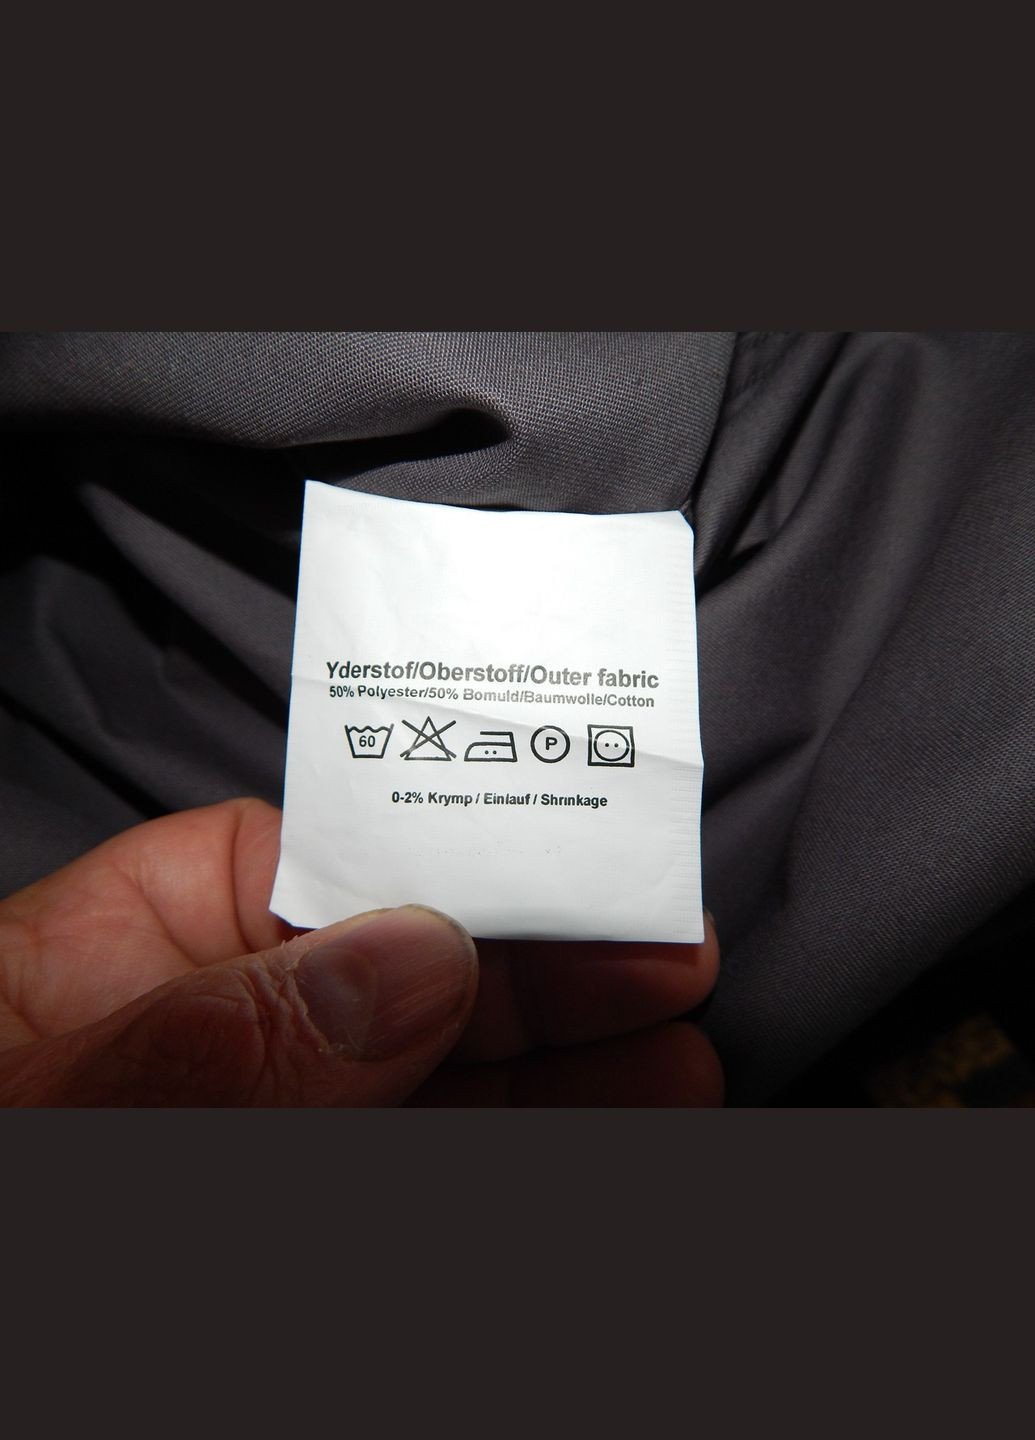 Yderstof/Oberstoff/Outer fabric
50% Polyester/50% Bomuld/Baumwolle/Cotton
60 P
0-2% Krymp / Einlauf / Shrinkage